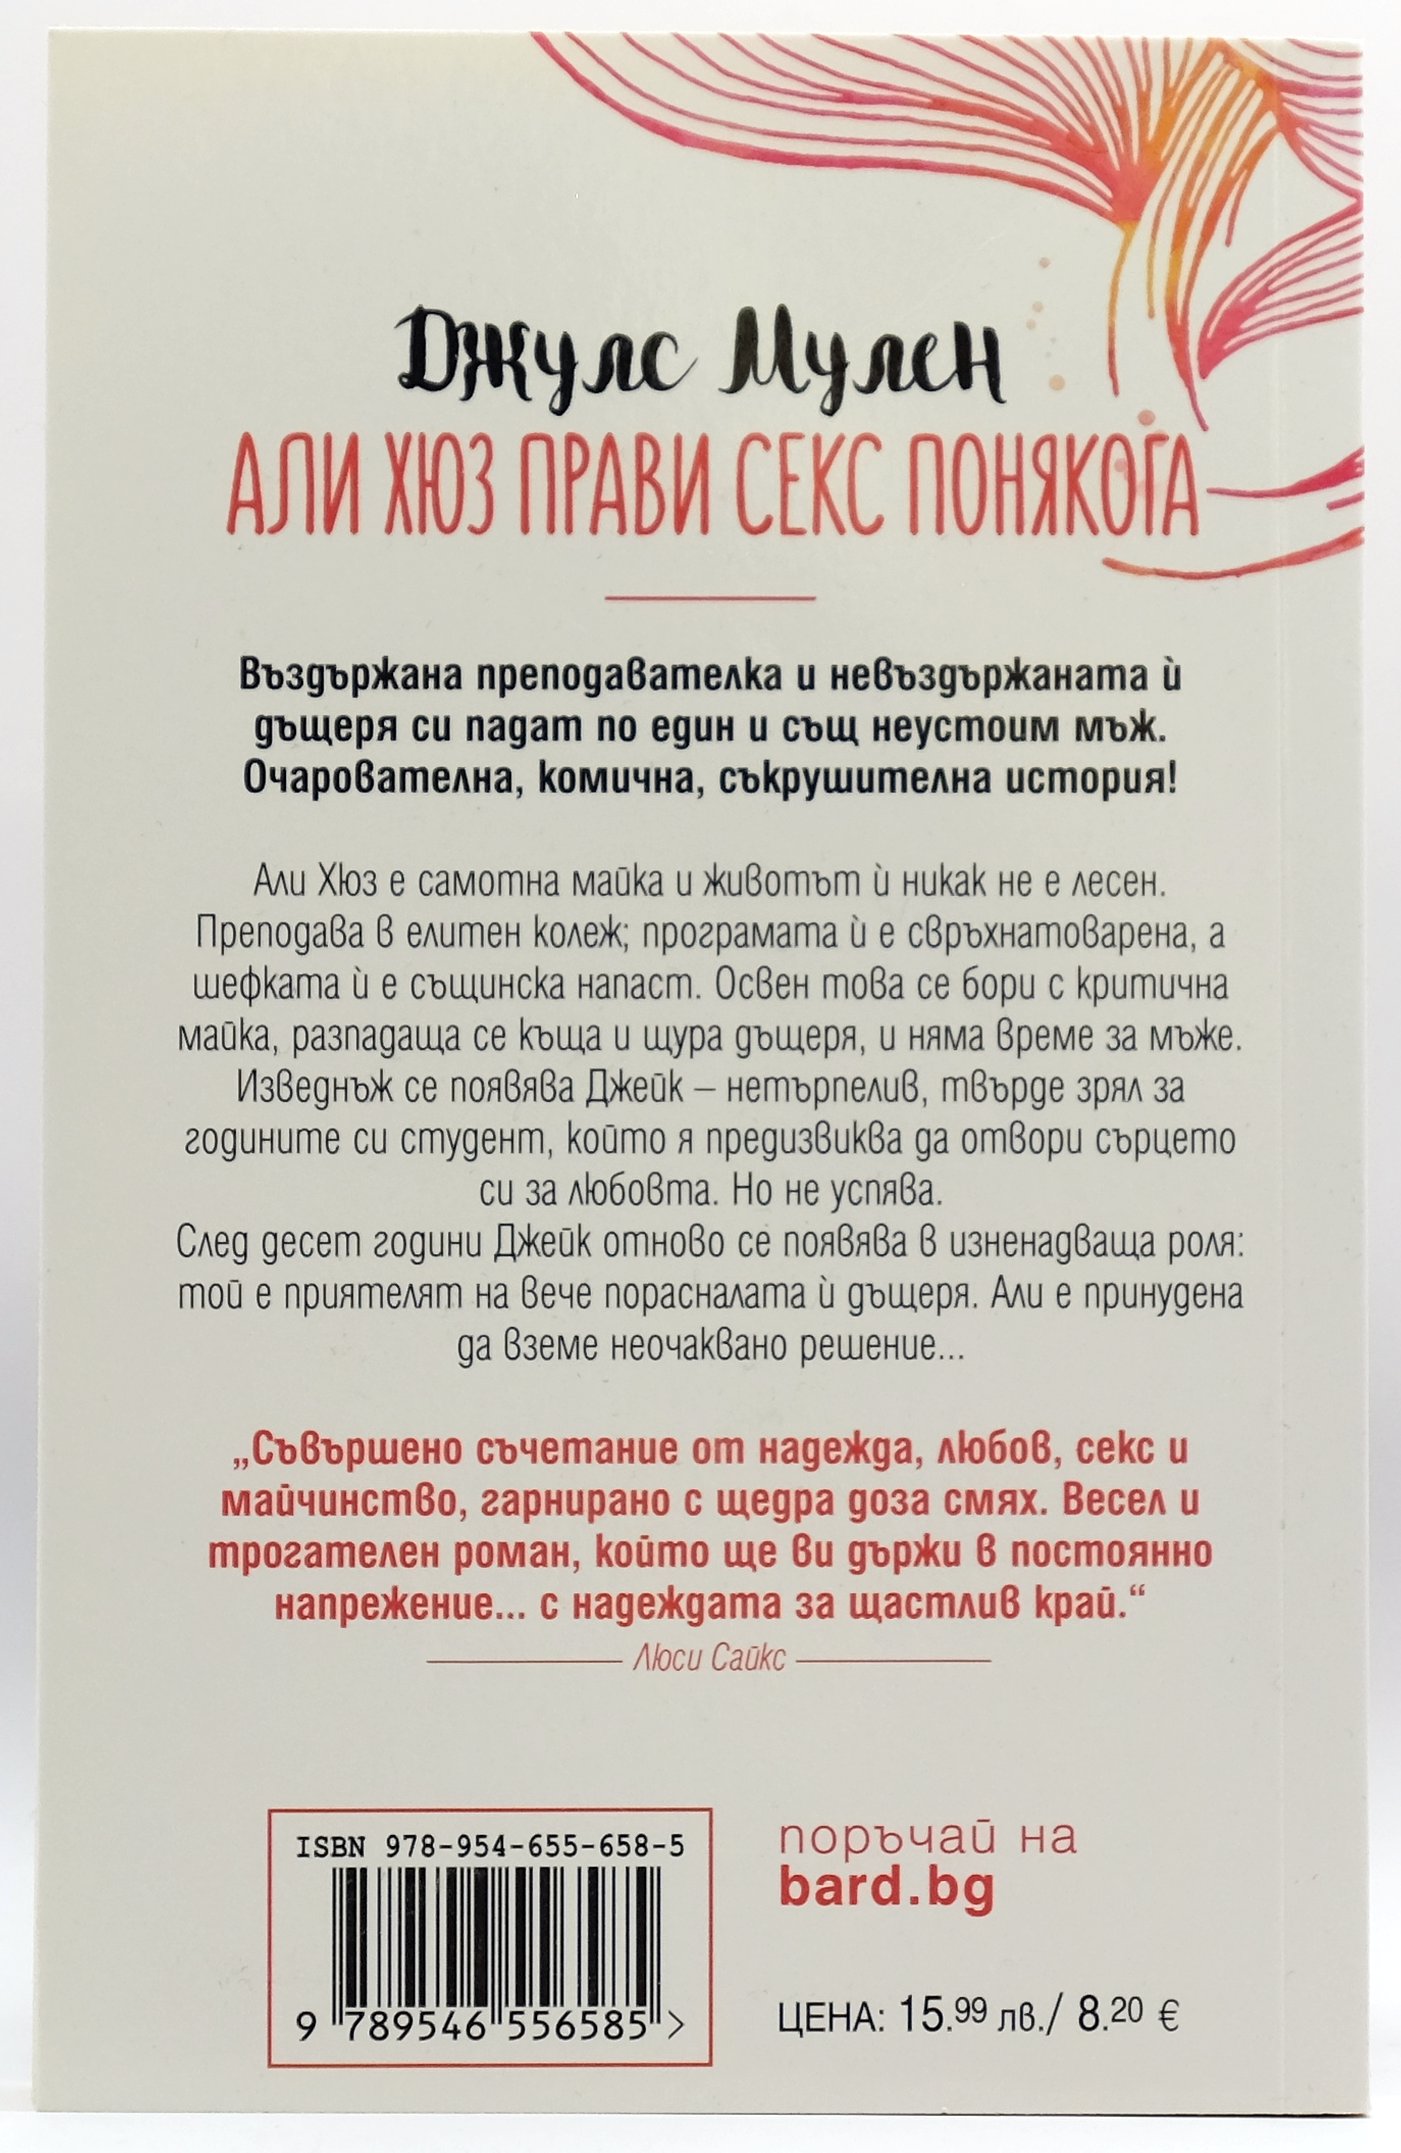 Джулс Мулен
АЛИ ХЮЗ ПРАВИ СЕКС ПОНЯКОГА
Въздържана преподавателка и невъздържаната ѝ
дъщеря си падат по един и същ неустоим мъж.
Очарователна, комична, съкрушителна история!
Али Хюз е самотна майка и животът ѝ никак не е лесен.
Преподава в елитен колеж; програмата ѝ е свръхнатоварена, а
шефката ѝ е същинска напаст. Освен това се бори с критична
майка, разпадаща се къща и щура дъщеря, и няма време за мъже.
Изведнъж се появява Джейк – нетърпелив, твърде зрял за
годините си студент, който я предизвиква да отвори сърцето
си за любовта. Но не успява.
След десет години Джейк отново се появява в изненадваща роля:
той е приятелят на вече порасналата ѝ дъщеря. Али е принудена
да вземе неочаквано решение...
„Съвършено съчетание от надежда, любов, секс и
майчинство, гарнирано с щедра доза смях. Весел и
трогателен роман, който ще ви държи в постоянно
напрежение... с надеждата за щастлив край.“
Люси Сайкс
ISBN 978-954-655-658-5
9 789546 556585 >
поръчай на
bard.bg
ЦЕНА: 15.99 лв./ 8.20 €